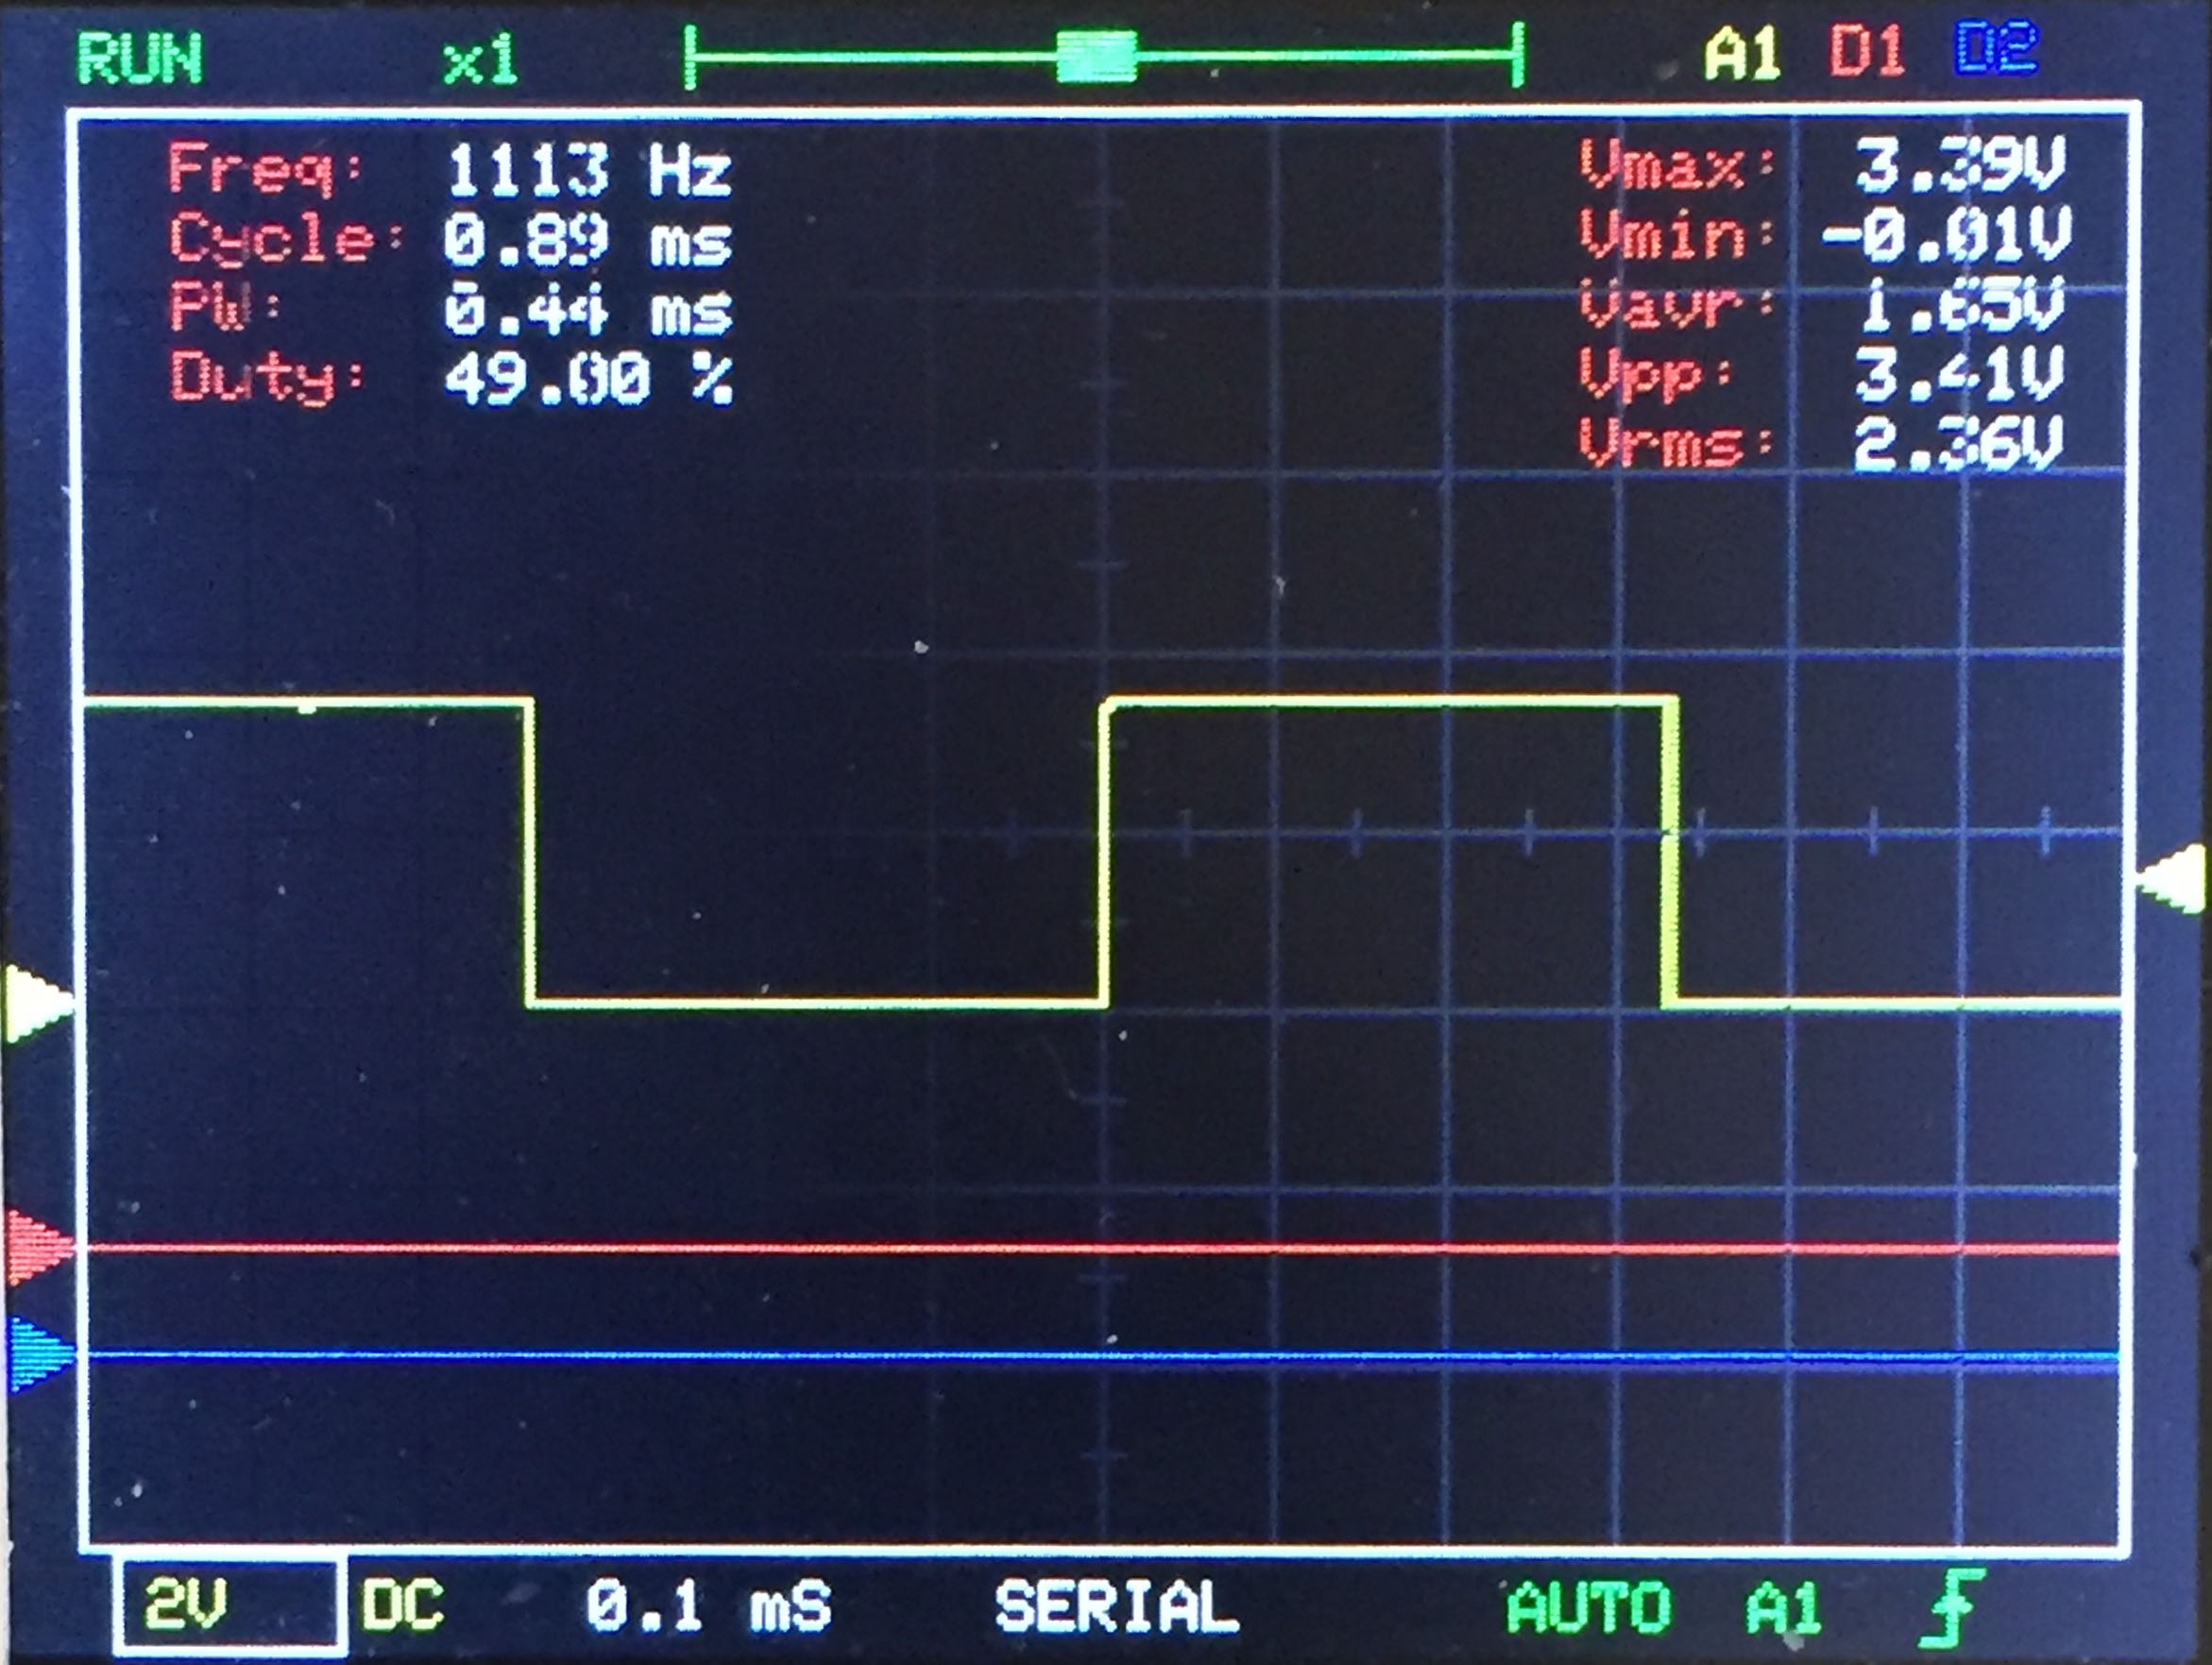 RUN x1 A1 D1 D2
Freq: 1113 Hz Vmax: 3.39V
Cycle: 0.89 ms Vmin: -0.01V
PW: 0.44 ms Vavr: 1.65V
Duty: 49.00 % Vpp: 3.41V
Vrms: 2.36V
2V DC 0.1 mS SERIAL AUTO A1